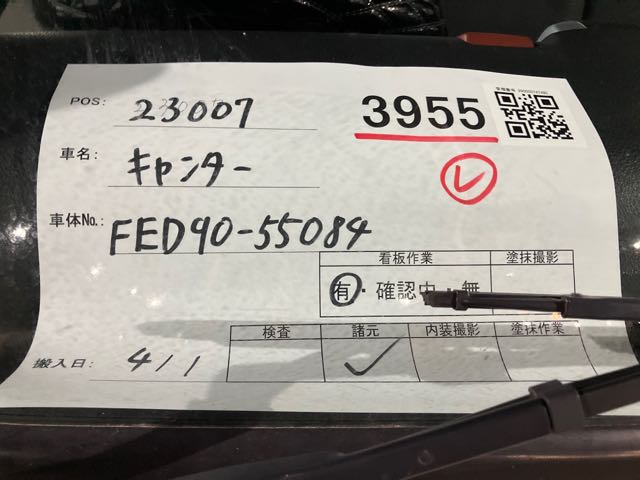 POS: 23007
3955
車名: キャンター
車体No.: FED90-55084
看板作業 塗抹撮影
有・確認中・無
検査 諸元 内装撮影 塗抹作業
搬入日: 4/1